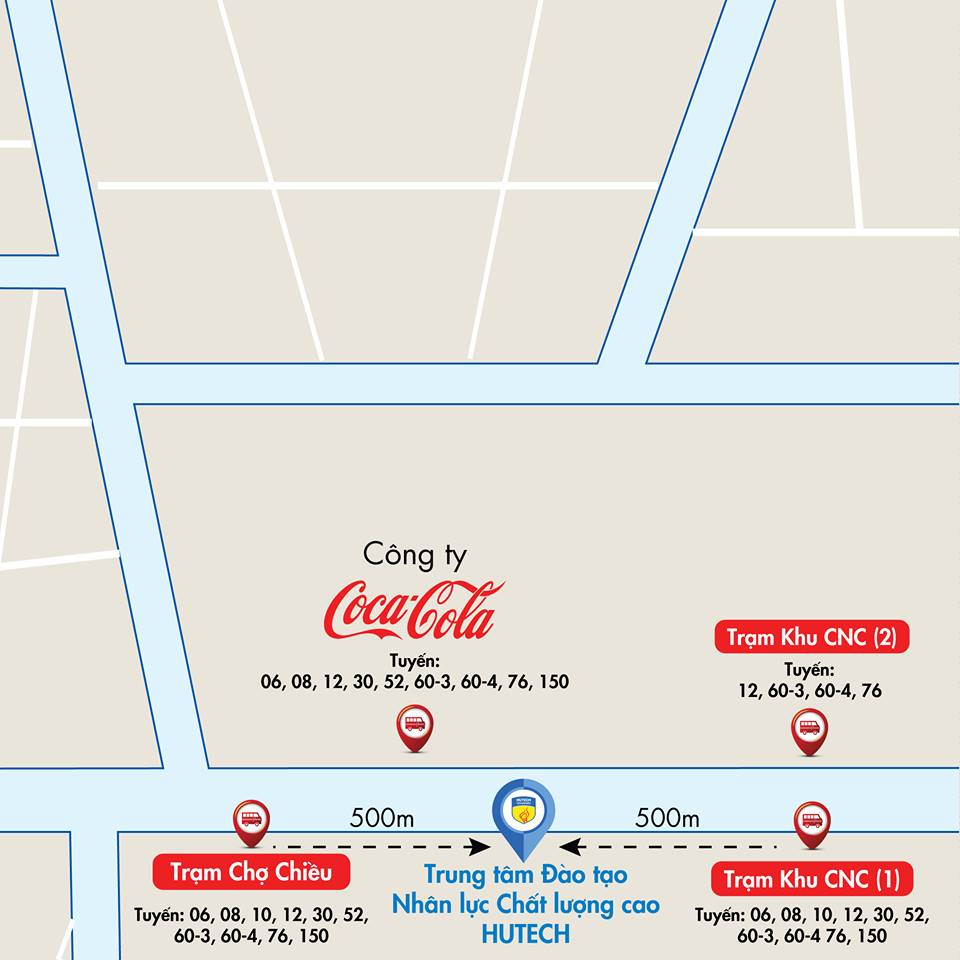 Công ty
Coca-Cola
Tuyến:
06, 08, 12, 30, 52, 60-3, 60-4, 76, 150
Trạm Khu CNC (2)
Tuyến:
12, 60-3, 60-4, 76
500m
500m
HUTECH
Trạm Chợ Chiều
Tuyến: 06, 08, 10, 12, 30, 52,
60-3, 60-4, 76, 150
Trung tâm Đào tạo
Nhân lực Chất lượng cao
HUTECH
Trạm Khu CNC (1)
Tuyến: 06, 08, 10, 12, 30, 52,
60-3, 60-4 76, 150